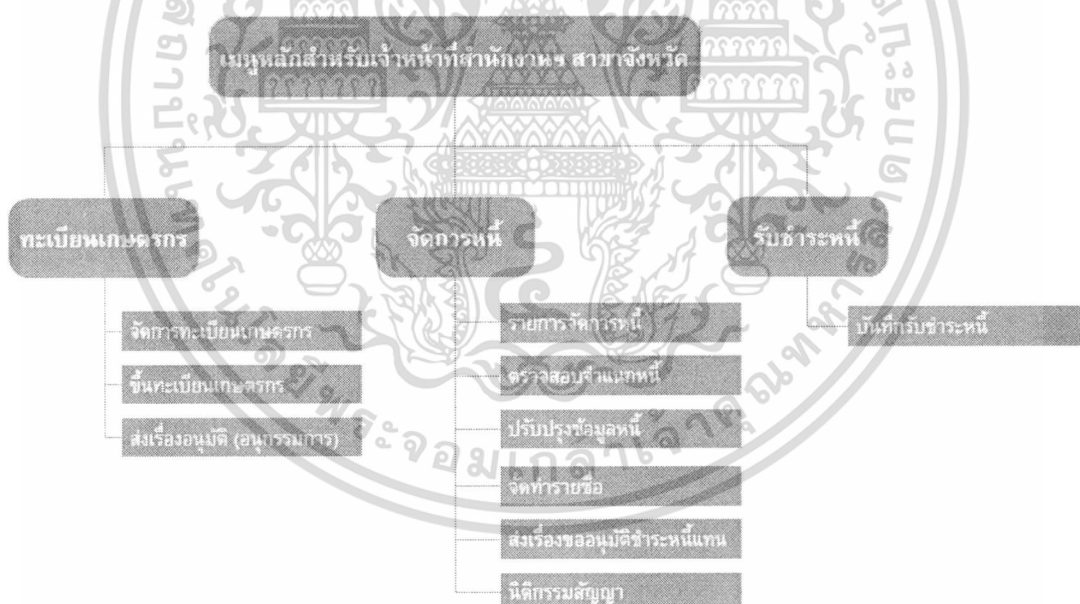 เมนูหลักสำหรับเจ้าหน้าที่สำนักงานฯ สาขาจังหวัด
ทะเบียนเกษตรกร
จัดการหนี้
รับชำระหนี้
จัดการทะเบียนเกษตรกร
ขึ้นทะเบียนเกษตรกร
ส่งเรื่องอนุมัติ (อนุกรรมการ)
รายการจัดการหนี้
ตรวจสอบจำแนกหนี้
ปรับปรุงข้อมูลหนี้
จัดทำรายชื่อ
ส่งเรื่องขออนุมัติชำระหนี้แทน
นิติกรรมสัญญา
บันทึกรับชำระหนี้